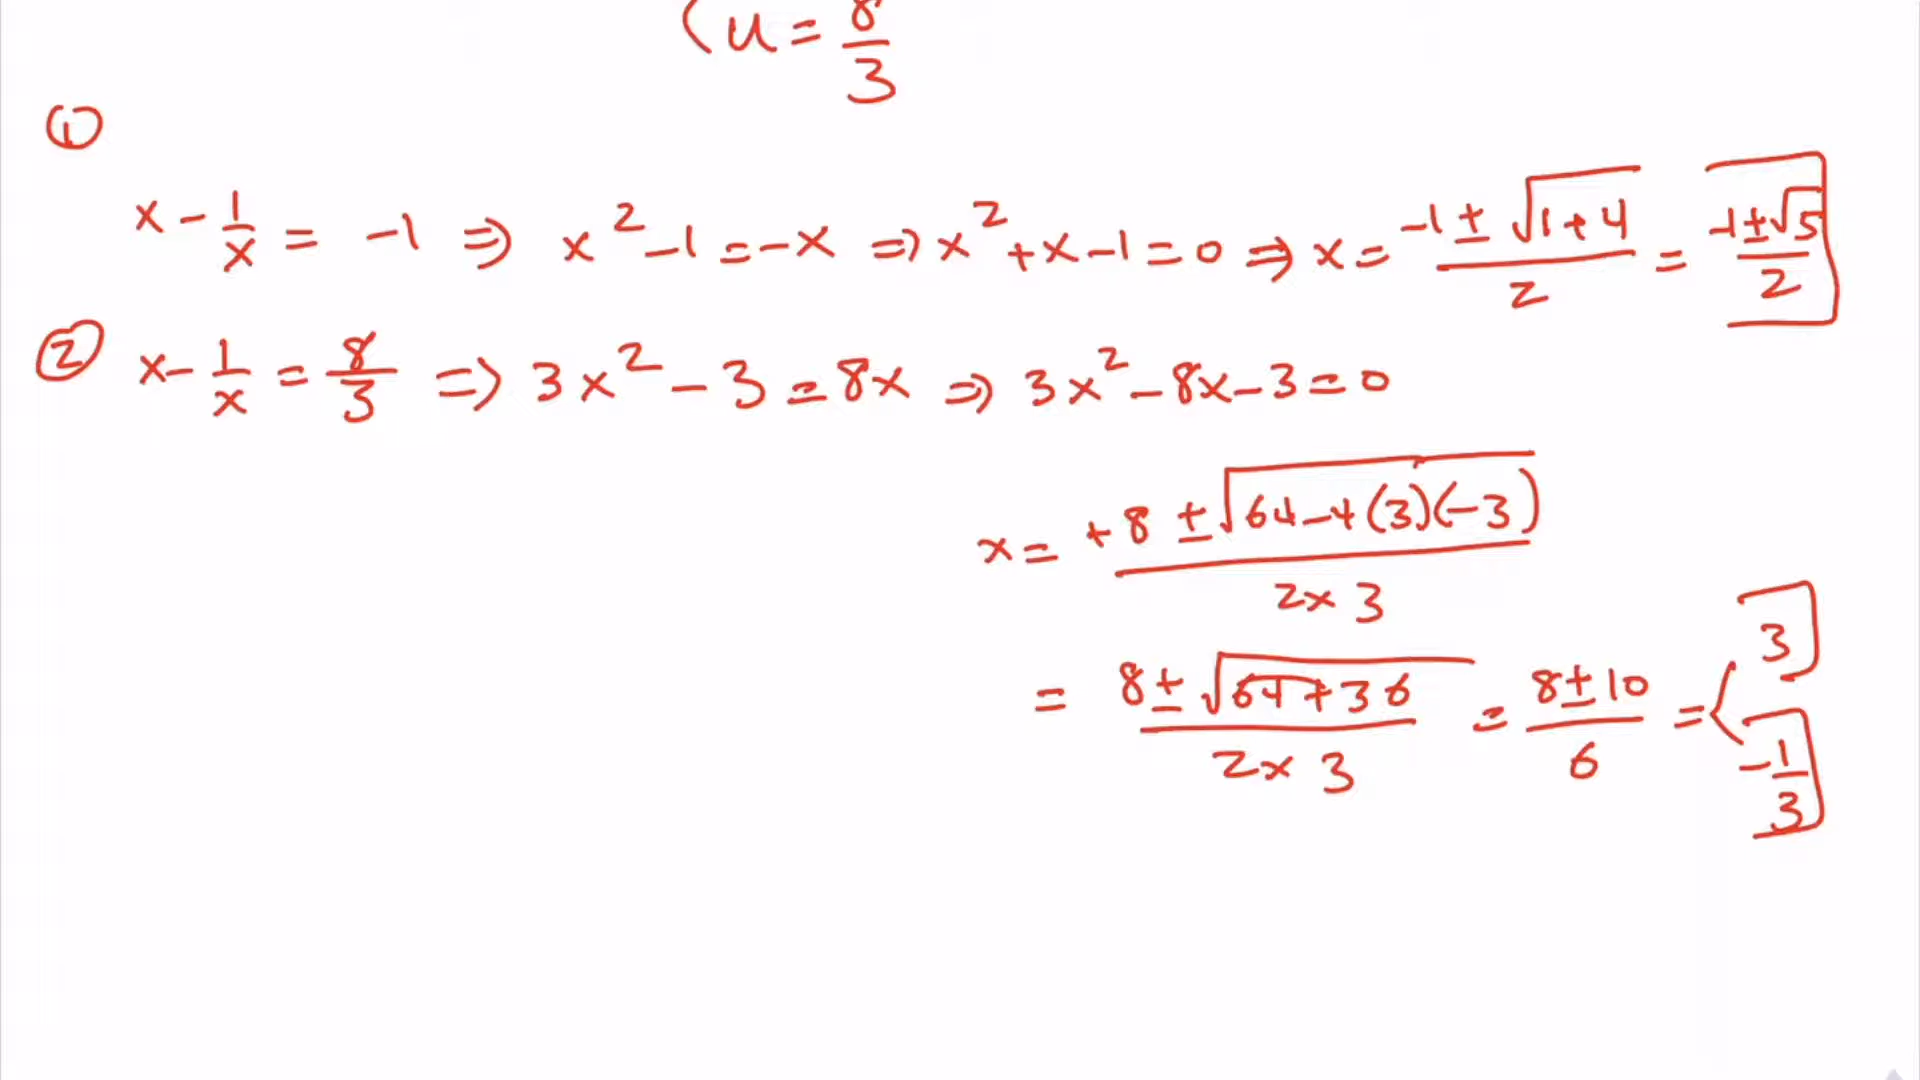 u = 8/3
①
x - 1/x = -1 ⇒ x² - 1 = -x ⇒ x² + x - 1 = 0 ⇒ x = (-1 ± √(1+4))/2 = (-1 ± √5)/2
② x - 1/x = 8/3 ⇒ 3x² - 3 = 8x ⇒ 3x² - 8x - 3 = 0
x = (+8 ± √(64 - 4(3)(-3)))/(2×3)
= (8 ± √(64 + 36))/(2×3) = (8 ± 10)/6 = < 3
-1/3